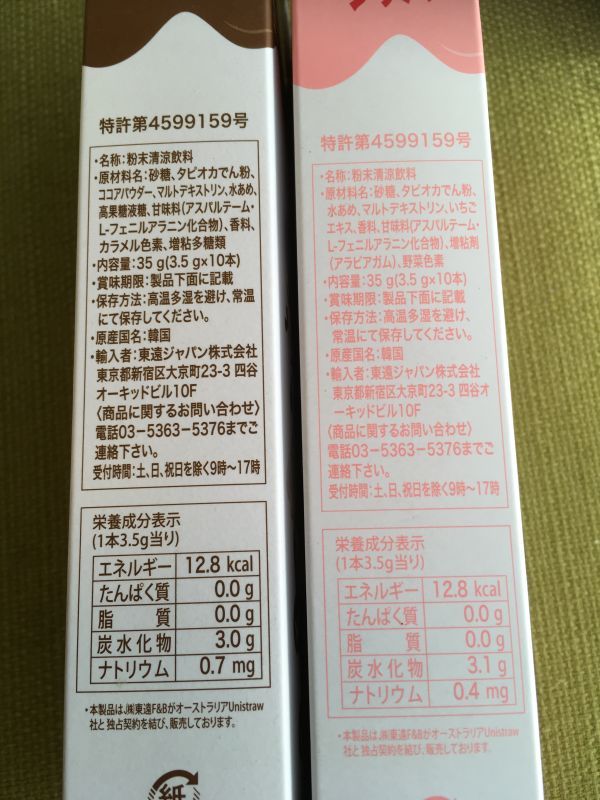 特許第4599159号
・名称：粉末清涼飲料
・原材料名：砂糖、タピオカでん粉、
ココアパウダー、マルトデキストリン、水あめ、
高果糖液糖、甘味料（アスパルテーム・
L-フェニルアラニン化合物）、香料、
カラメル色素、増粘多糖類
・内容量：35 g(3.5 g×10本)
・賞味期限：製品下面に記載
・保存方法：高温多湿を避け、常温
にて保存してください。
・原産国名：韓国
・輸入者：東遠ジャパン株式会社
東京都新宿区大京町23-3 四谷
オーキッドビル10F
〈商品に関するお問い合わせ〉
電話03－5363－5376までご
連絡下さい。
受付時間：土、日、祝日を除く9時～17時
栄養成分表示
(1本3.5g当り)
エネルギー 12.8 kcal
たんぱく質 0.0 g
脂 質 0.0 g
炭水化物 3.0 g
ナトリウム 0.7 mg
・本製品は㈱東遠F&BがオーストラリアUnistraw
社と独占契約を結び、販売しております。
紙
特許第4599159号
・名称：粉末清涼飲料
・原材料名：砂糖、タピオカでん粉、
水あめ、マルトデキストリン、いちご
エキス、香料、甘味料（アスパルテーム・
L-フェニルアラニン化合物）、増粘剤
（アラビアガム）、野菜色素
・内容量：35 g(3.5 g×10本)
・賞味期限：製品下面に記載
・保存方法：高温多湿を避け、
常温にて保存してください。
・原産国名：韓国
・輸入者：東遠ジャパン株式会社
東京都新宿区大京町23-3 四谷オ
ーキッドビル10F
〈商品に関するお問い合わせ〉
電話03－5363－5376までご
連絡下さい。
受付時間：土、日、祝日を除く9時～17時
栄養成分表示
(1本3.5g当り)
エネルギー 12.8 kcal
たんぱく質 0.0 g
脂 質 0.0 g
炭水化物 3.1 g
ナトリウム 0.4 mg
・本製品は㈱東遠F&BがオーストラリアUnistraw
社と独占契約を結び、販売しております。